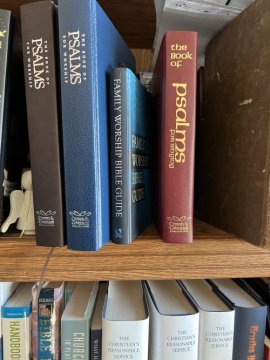 THE BOOK OF
PSALMS
FOR WORSHIP
CROWN &
COVENANT
THE BOOK OF
PSALMS
FOR WORSHIP
CROWN &
COVENANT
FAMILY WORSHIP BIBLE GUIDE
FAMILY
WORSHIP
BIBLE
GUIDE
the BOOK OF
psalms
for singing
CROWN &
COVENANT
HANDBOOK
THE
CHRISTIAN'S
REASONABLE
SERVICE
THE
CHRISTIAN'S
REASONABLE
SERVICE
THE
CHRISTIAN'S
REASONABLE
SERVICE